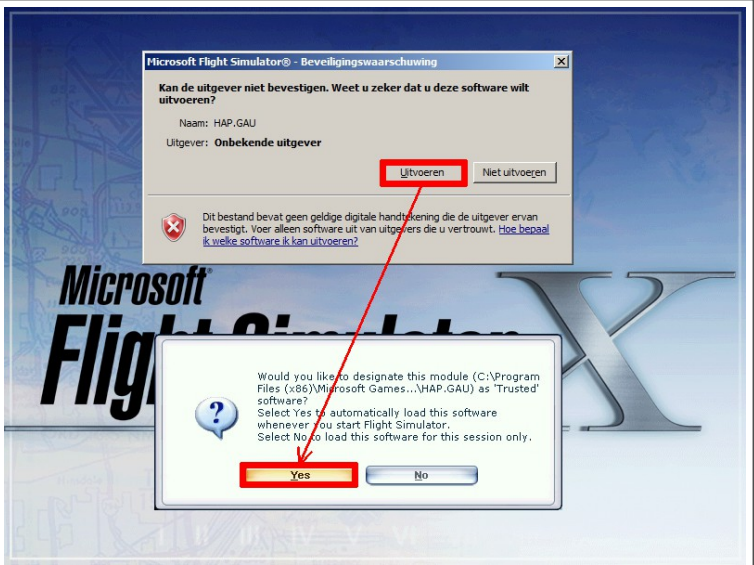 Microsoft Flight Simulator® - Beveiligingswaarschuwing
Kan de uitgever niet bevestigen. Weet u zeker dat u deze software wilt
uitvoeren?
Naam: HAP.GAU
Uitgever: Onbekende uitgever
Uitvoeren
Niet uitvoeren
Dit bestand bevat geen geldige digitale handtekening die de uitgever ervan
bevestigt. Voer alleen software uit van uitgevers die u vertrouwt. Hoe bepaal
ik welke software ik kan uitvoeren?
Microsoft®
Flight Simulator
X
Would you like to designate this module (C:\Program
Files (x86)\Microsoft Games...\HAP.GAU) as 'Trusted'
software?
Select Yes to automatically load this software
whenever you start Flight Simulator.
Select No to load this software for this session only.
Yes
No
I II III IV V VI